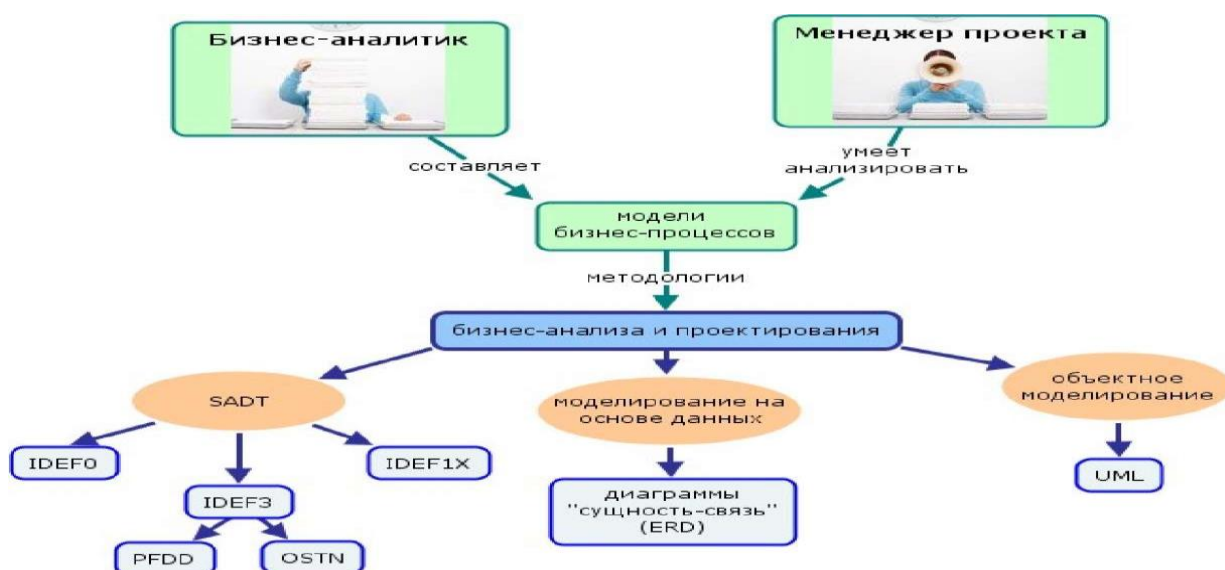 Бизнес-аналитик
Менеджер проекта
составляет
умеет
анализировать
модели
бизнес-процессов
методологии
бизнес-анализа и проектирования
SADT
моделирование на
основе данных
объектное
моделирование
IDEF0
IDEF1X
IDEF3
PFDD
OSTN
диаграммы
"сущность-связь"
(ERD)
UML